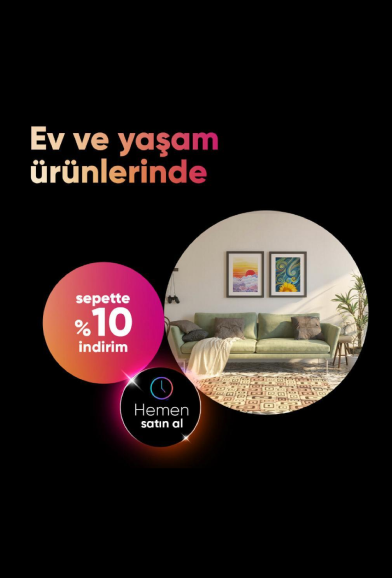 Ev ve yaşam
ürünlerinde
sepette
%10
indirim
Hemen
satın al